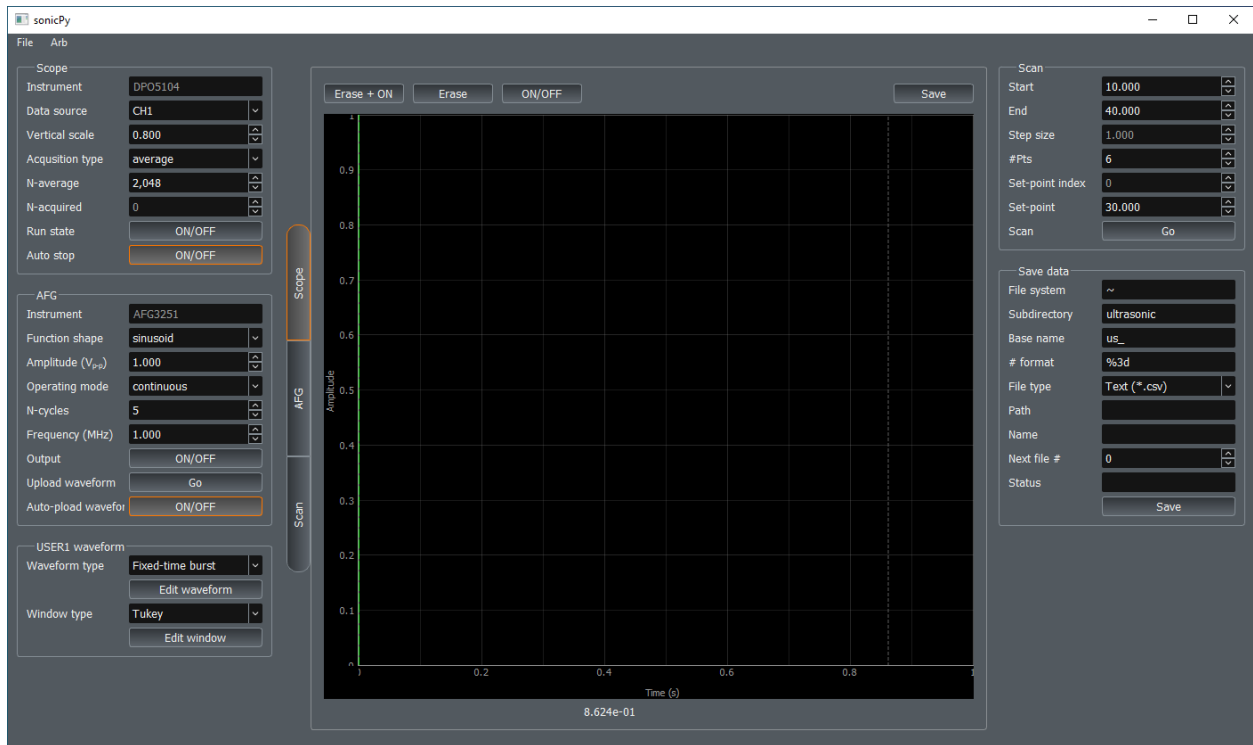 sonicPy
File Arb
Scope
Instrument DPO5104
Data source CH1
Vertical scale 0.800
Acqusition type average
N-average 2,048
N-acquired 0
Run state ON/OFF
Auto stop ON/OFF
AFG
Instrument AFG3251
Function shape sinusoid
Amplitude (Vp-p) 1.000
Operating mode continuous
N-cycles 5
Frequency (MHz) 1.000
Output ON/OFF
Upload waveform Go
Auto-pload wavefor ON/OFF
USER1 waveform
Waveform type Fixed-time burst
Edit waveform
Window type Tukey
Edit window
Scope
AFG
Scan
Erase + ON Erase ON/OFF Save
1
0.9
0.8
0.7
0.6
0.5
0.4
0.3
0.2
0.1
0
Amplitude
0.2 0.4 0.6 0.8 1
Time (s)
8.624e-01
Scan
Start 10.000
End 40.000
Step size 1.000
#Pts 6
Set-point index 0
Set-point 30.000
Scan Go
Save data
File system ~
Subdirectory ultrasonic
Base name us_
# format %3d
File type Text (*.csv)
Path
Name
Next file # 0
Status
Save